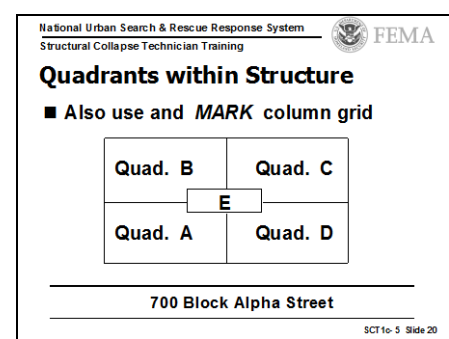 National Urban Search & Rescue Response System
Structural Collapse Technician Training
FEMA
Quadrants within Structure
■ Also use and MARK column grid
Quad. B Quad. C
E
Quad. A Quad. D
700 Block Alpha Street
SCT1c- 5 Slide 20